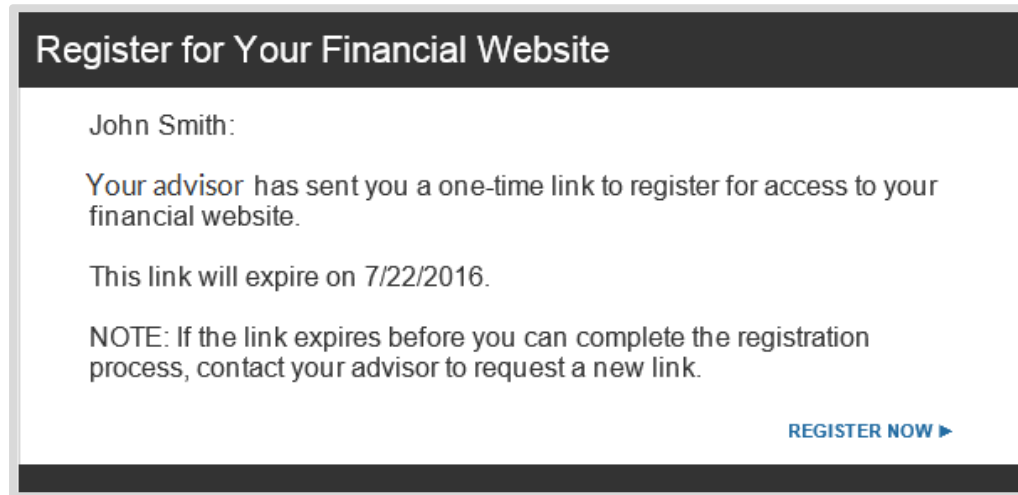 Register for Your Financial Website
John Smith:
Your advisor has sent you a one-time link to register for access to your
financial website.
This link will expire on 7/22/2016.
NOTE: If the link expires before you can complete the registration
process, contact your advisor to request a new link.
REGISTER NOW ►